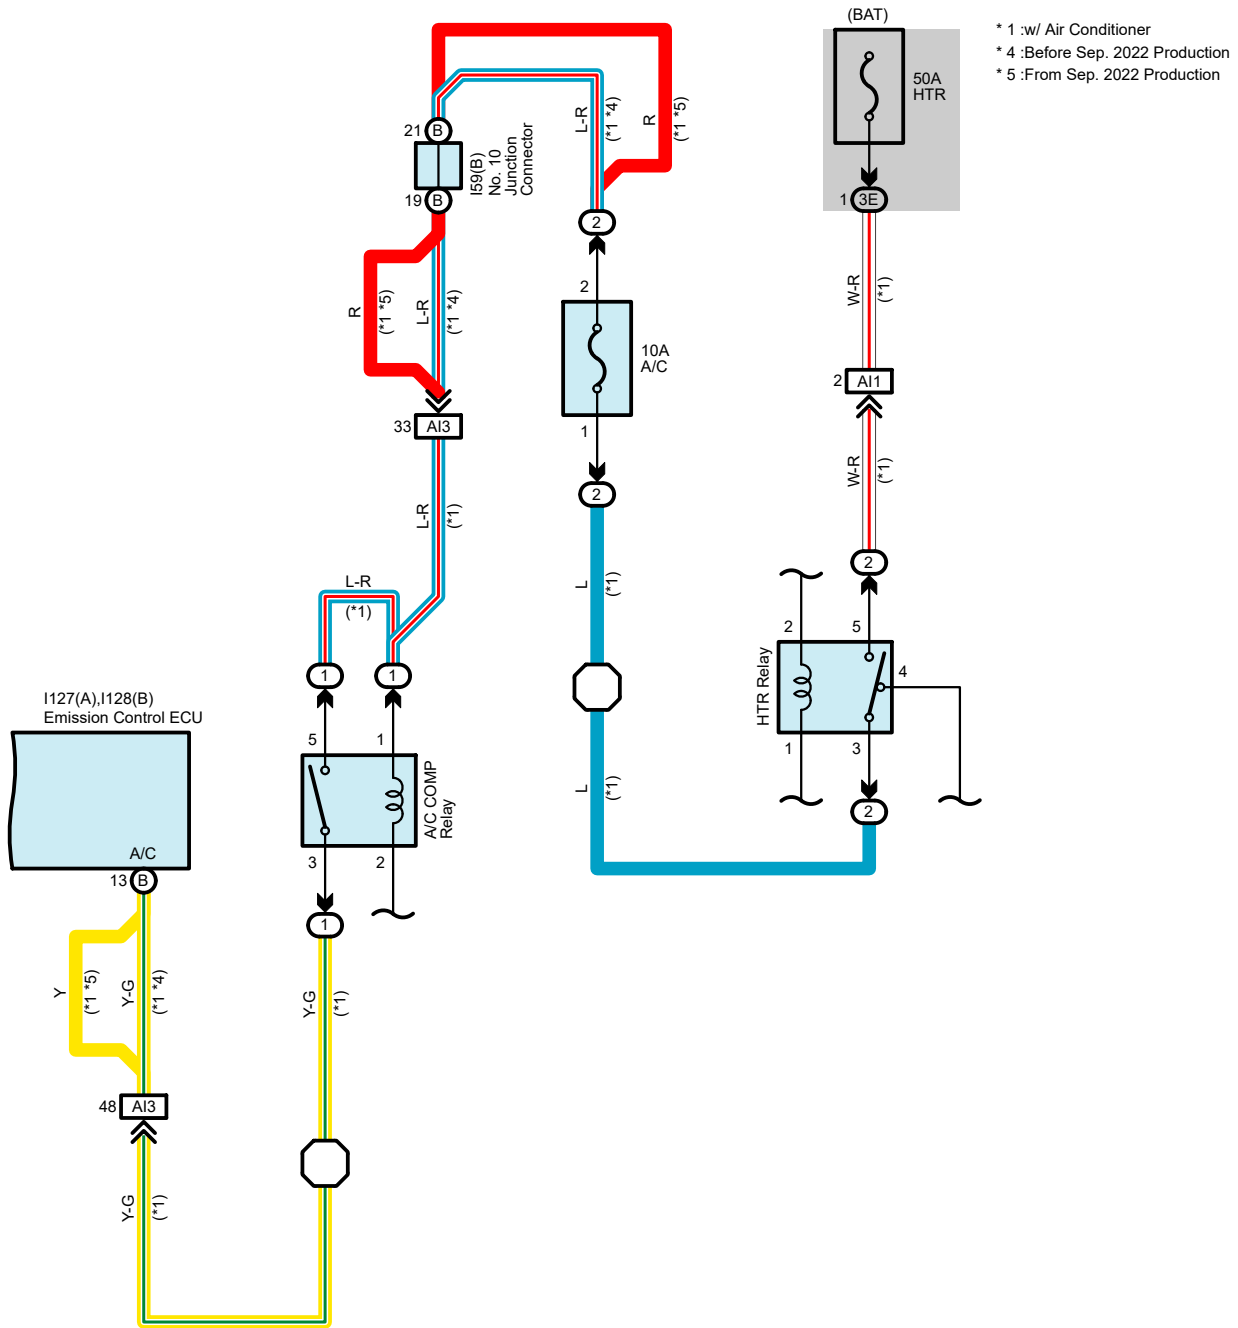 (BAT)
* 1 :w/ Air Conditioner
* 4 :Before Sep. 2022 Production
* 5 :From Sep. 2022 Production
50A
HTR
1 3E
W-R
(*1)
2 AI1
W-R
(*1)
2
2 5
4
HTR Relay
1 3
2
21 B
I59(B)
No. 10
Junction
Connector
19 B
L-R
(*1 *4)
R
(*1 *5)
2
2
10A
A/C
1
2
L
(*1)
L
(*1)
R
(*1 *5)
L-R
(*1 *4)
33 AI3
L-R
(*1)
L-R
(*1)
1 1
5 1
A/C COMP
Relay
3 2
1
I127(A),I128(B)
Emission Control ECU
A/C
13 B
Y
(*1 *5)
Y-G
(*1 *4)
Y-G
(*1)
48 AI3
Y-G
(*1)